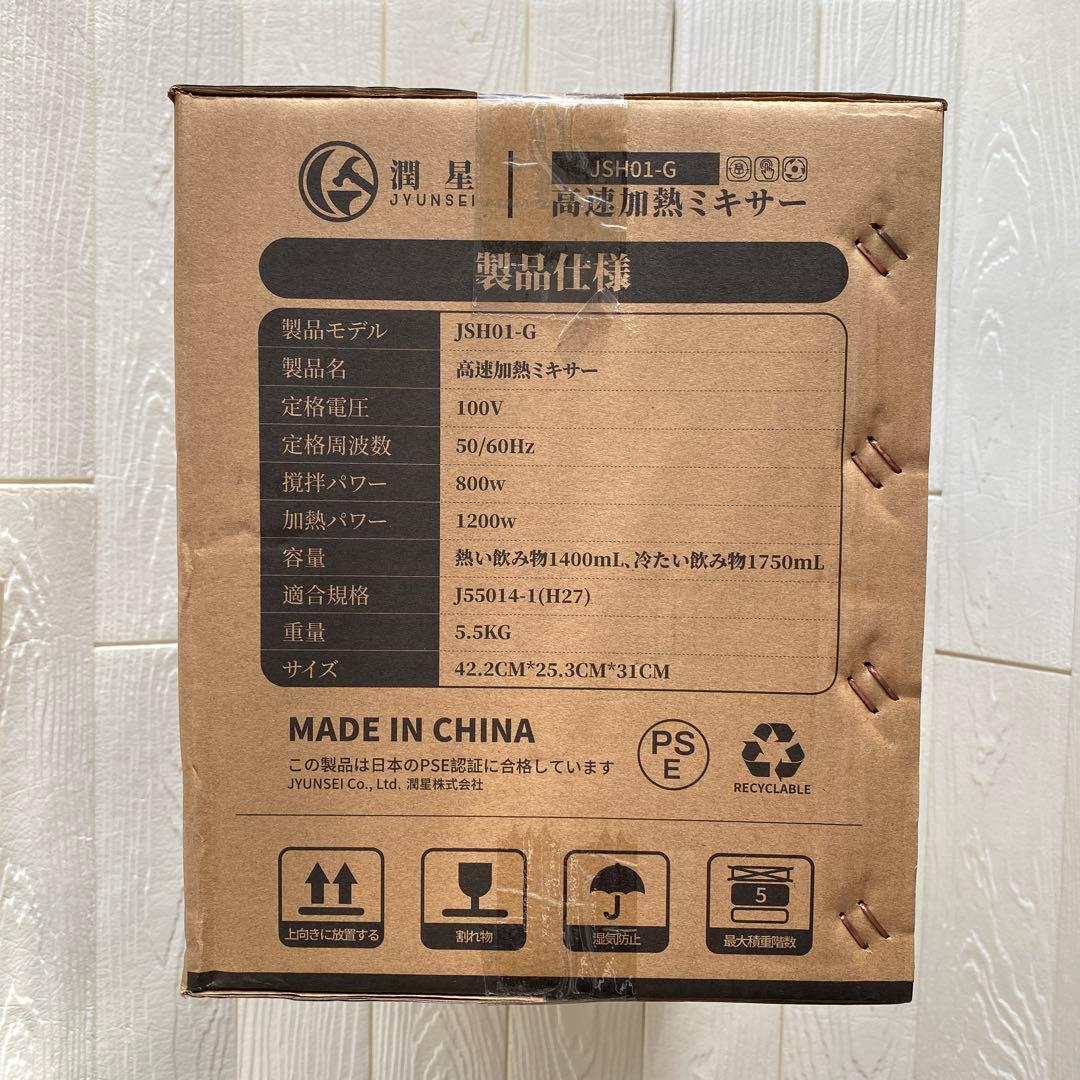 潤星
JYUNSEI
JSH01-G
高速加熱ミキサー
製品仕様
製品モデル JSH01-G
製品名 高速加熱ミキサー
定格電圧 100V
定格周波数 50/60Hz
撹拌パワー 800w
加熱パワー 1200w
容量 熱い飲み物1400mL、冷たい飲み物1750mL
適合規格 J55014-1(H27)
重量 5.5KG
サイズ 42.2CM*25.3CM*31CM
MADE IN CHINA
この製品は日本のPSE認証に合格しています
JYUNSEI Co., Ltd. 潤星株式会社
PS
E
RECYCLABLE
5
上向きに放置する
割れ物
湿気防止
最大積重階数